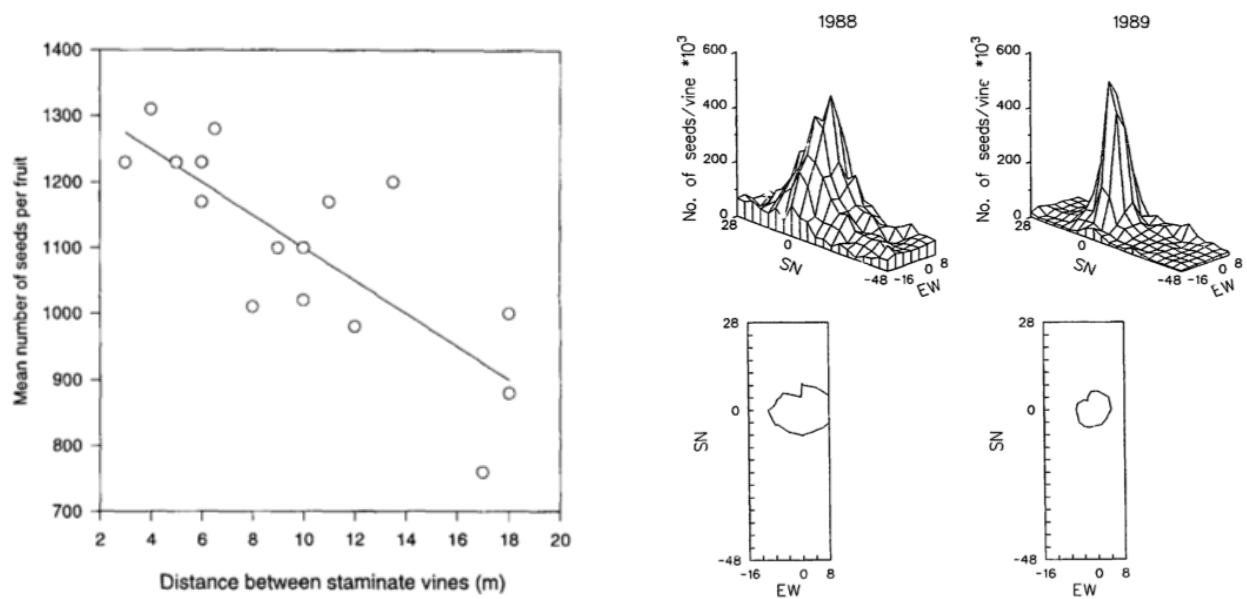 1400
1300
1200
1100
1000
900
800
700
2 4 6 8 10 12 14 16 18 20
Mean number of seeds per fruit
Distance between staminate vines (m)
1988
600
400
200
0
No. of seeds/vine *10³
28
0
-48
SN
-16 0 8
EW
1989
600
400
200
0
No. of seeds/vine *10³
28
0
-48
SN
-16 0 8
EW
28
0
-48
SN
-16 0 8
EW
28
0
-48
SN
-16 0 8
EW